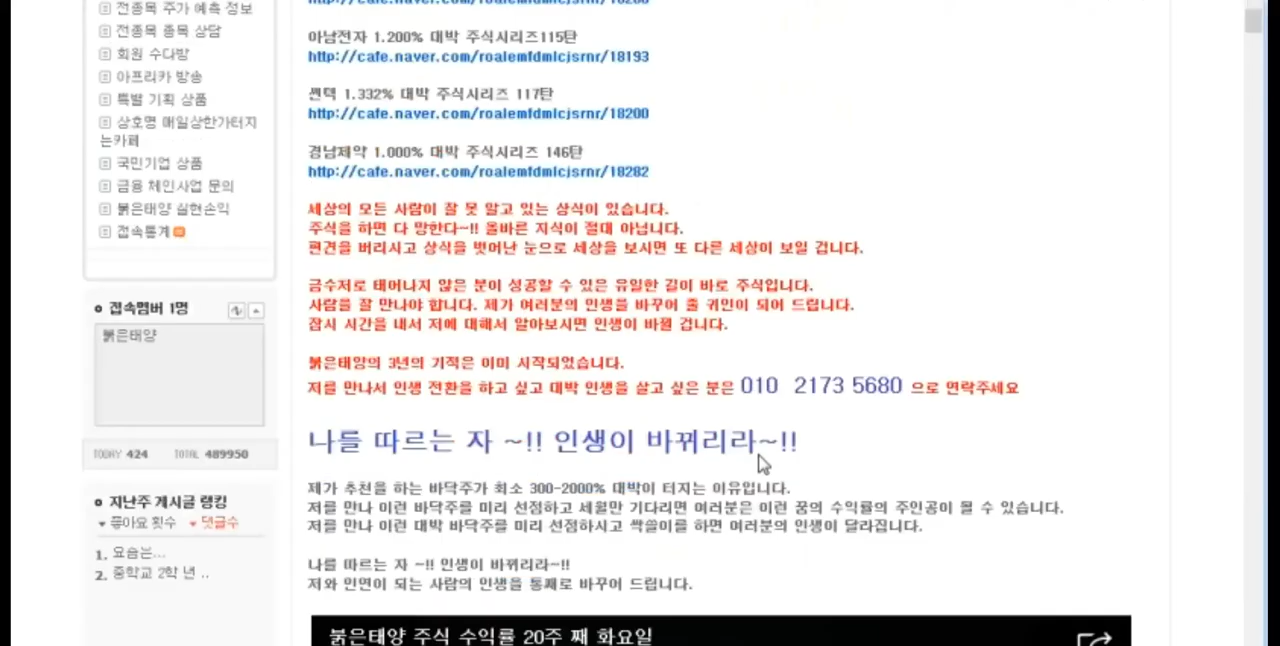 전종목 주가 예측 정보
전종목 종목 상담
회원 수다방
아프리카 방송
특별 기획 상품
상호명 매일상한가터지
는카페
국민기업 상품
금융 체인사업 문의
붉은태양 실현손익
접속통계
접속멤버 1명
붉은태양
TODAY 424 TOTAL 489950
지난주 게시글 랭킹
좋아요 횟수 댓글수
1. 요즘은...
2. 중학교 2학 년 ..
아남전자 1.200% 대박 주식시리즈115탄
http://cafe.naver.com/roalemfdmlcjsrnr/18193
쎈텍 1.332% 대박 주식시리즈 117탄
http://cafe.naver.com/roalemfdmlcjsrnr/18200
경남제약 1.000% 대박 주식시리즈 146탄
http://cafe.naver.com/roalemfdmlcjsrnr/18282
세상의 모든 사람이 잘 못 알고 있는 상식이 있습니다.
주식을 하면 다 망한다~!! 올바른 지식이 절대 아닙니다.
편견을 버리시고 상식을 벗어난 눈으로 세상을 보시면 또 다른 세상이 보일 겁니다.
금수저로 태어나지 않은 분이 성공할 수 있은 유일한 길이 바로 주식입니다.
사람을 잘 만나야 합니다. 제가 여러분의 인생을 바꾸어 줄 귀인이 되어 드립니다.
잠시 시간을 내서 저에 대해서 알아보시면 인생이 바뀔 겁니다.
붉은태양의 3년의 기적은 이미 시작되었습니다.
저를 만나서 인생 전환을 하고 싶고 대박 인생을 살고 싶은 분은 010 2173 5680 으로 연락주세요
나를 따르는 자 ~!! 인생이 바뀌리라~!!
제가 추천을 하는 바닥주가 최소 300-2000% 대박이 터지는 이유입니다.
저를 만나 이런 바닥주를 미리 선점하고 세월만 기다리면 여러분은 이런 꿈의 수익률의 주인공이 될 수 있습니다.
저를 만나 이런 대박 바닥주를 미리 선점하시고 싹쓸이를 하면 여러분의 인생이 달라집니다.
나를 따르는 자 ~!! 인생이 바뀌리라~!!
저와 인연이 되는 사람의 인생을 통째로 바꾸어 드립니다.
붉은태양 주식 수익률 20주 째 화요일